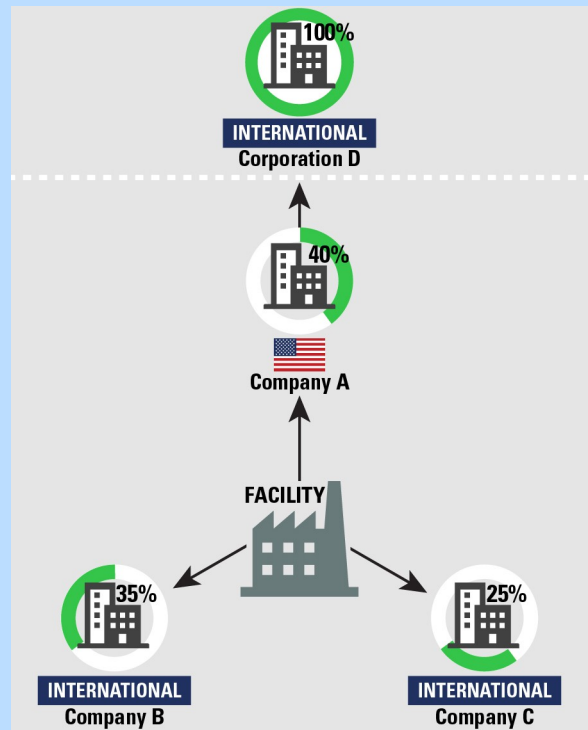 100%
INTERNATIONAL
Corporation D
40%
Company A
FACILITY
35%
25%
INTERNATIONAL
INTERNATIONAL
Company B
Company C